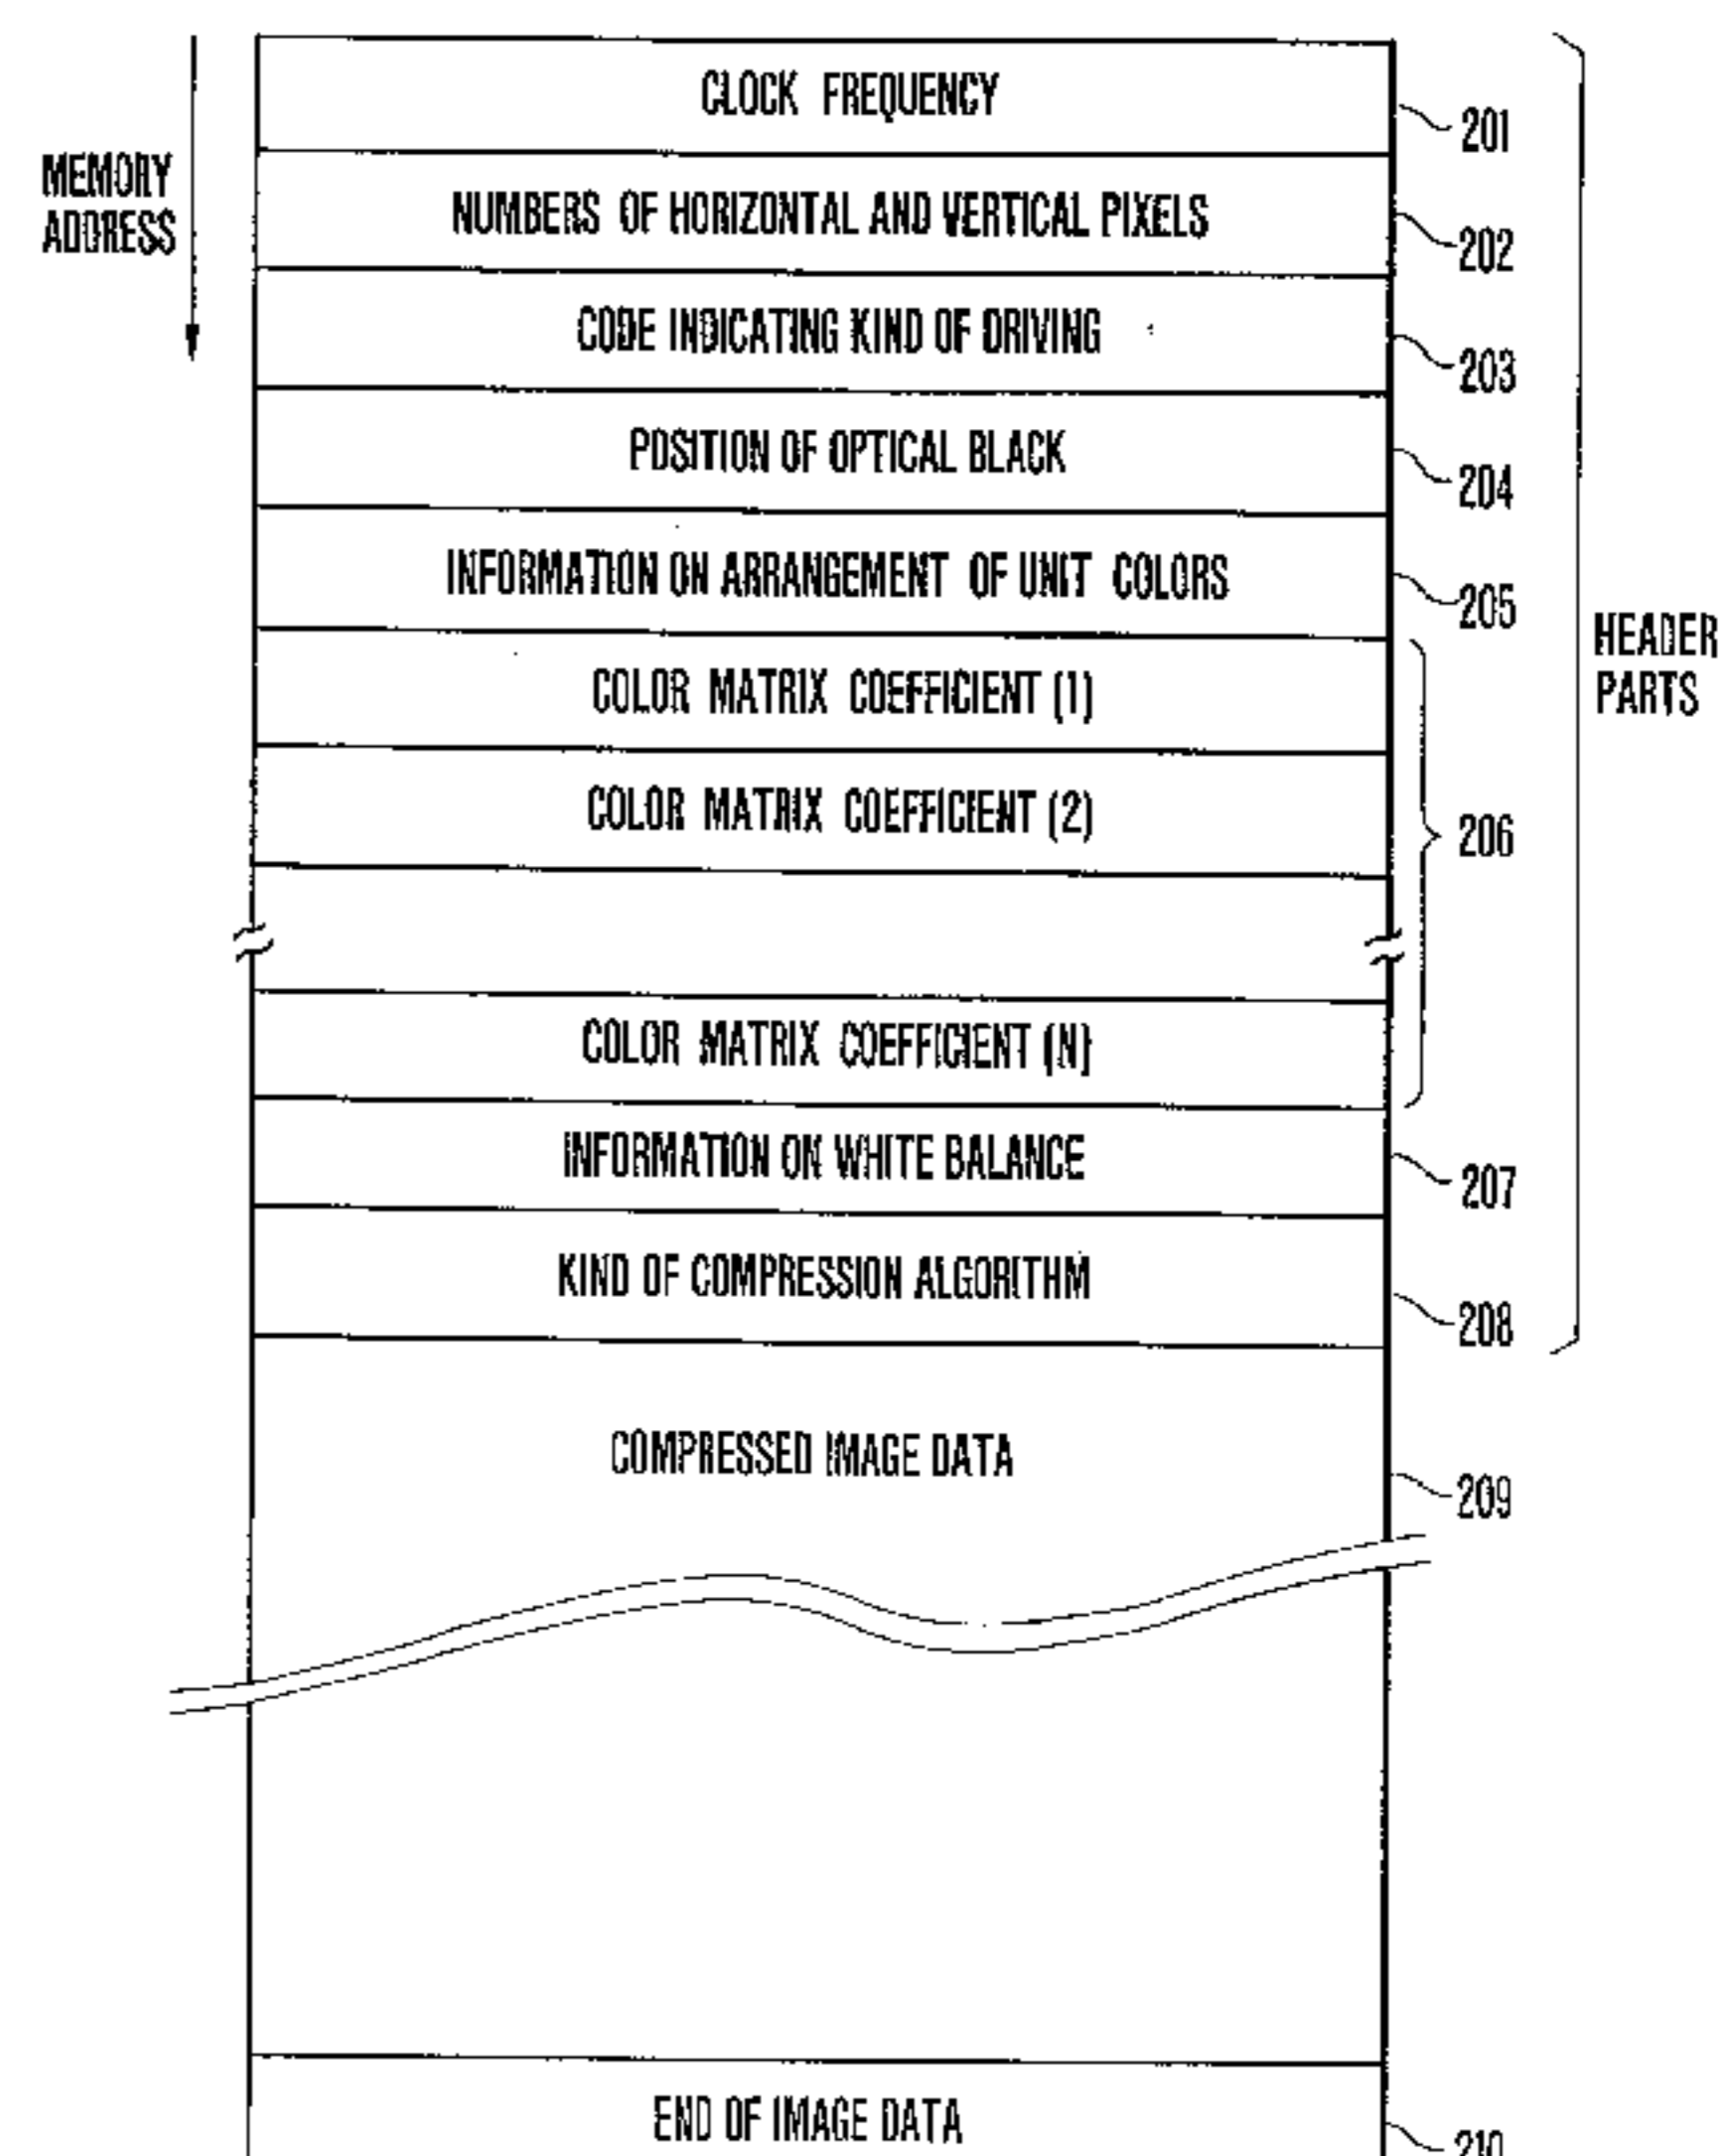 CLOCK FREQUENCY
201
MEMORY
ADDRESS
NUMBERS OF HORIZONTAL AND VERTICAL PIXELS
202
CODE INDICATING KIND OF DRIVING
203
POSITION OF OPTICAL BLACK
204
INFORMATION ON ARRANGEMENT OF UNIT COLORS
205
HEADER
PARTS
COLOR MATRIX COEFFICIENT (1)
COLOR MATRIX COEFFICIENT (2)
206
COLOR MATRIX COEFFICIENT (N)
INFORMATION ON WHITE BALANCE
207
KIND OF COMPRESSION ALGORITHM
208
COMPRESSED IMAGE DATA
209
END OF IMAGE DATA
210